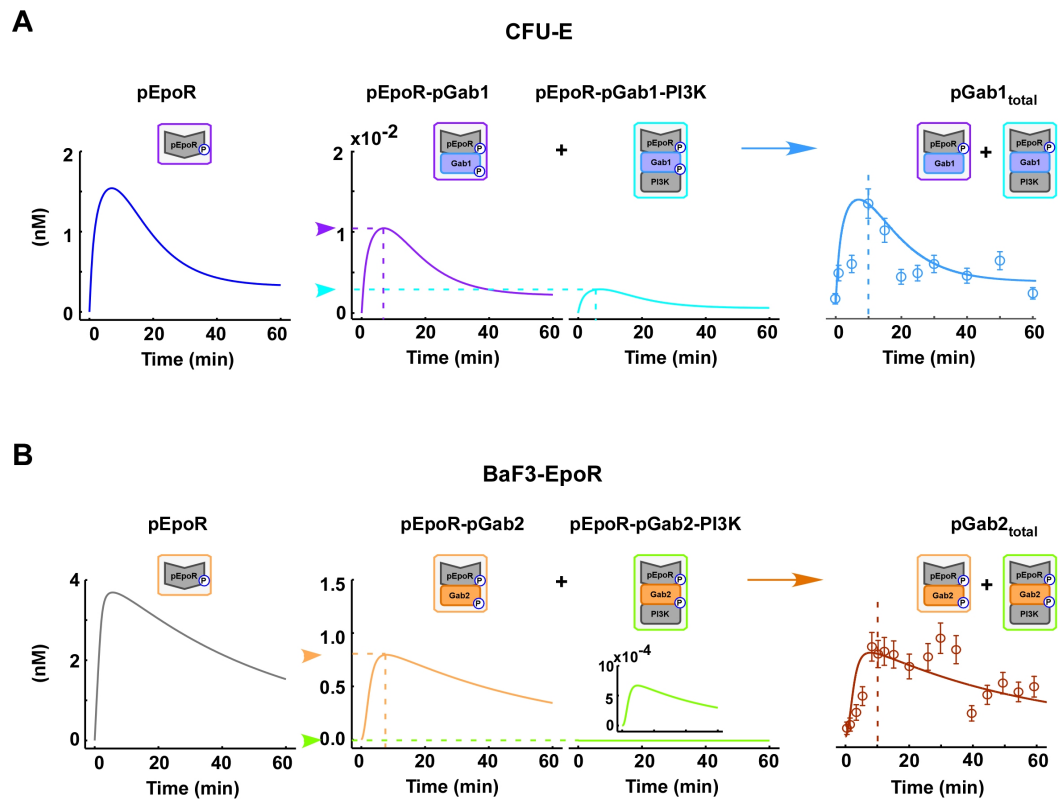 A
CFU-E
pEpoR
pEpoR-pGab1
pEpoR-pGab1-PI3K
pGab1total
x10-2
pEpoR P
pEpoR P
Gab1 P
+
pEpoR P
Gab1 P
PI3K
pEpoR P
Gab1
+
pEpoR P
Gab1
PI3K
(nM)
2
1
0
0 20 40 60
Time (min)
2
1
0
0 20 40 60
Time (min)
0 20 40 60
Time (min)
0 20 40 60
Time (min)
B
BaF3-EpoR
pEpoR
pEpoR-pGab2
pEpoR-pGab2-PI3K
pGab2total
pEpoR P
pEpoR P
Gab2 P
+
pEpoR P
Gab2 P
PI3K
pEpoR P
Gab2 P
+
pEpoR P
Gab2 P
PI3K
(nM)
4
2
0
0 20 40 60
Time (min)
1.5
1.0
0.5
0.0
0 20 40 60
Time (min)
x10-4
10
5
0
0 20 40 60
Time (min)
0 20 40 60
Time (min)